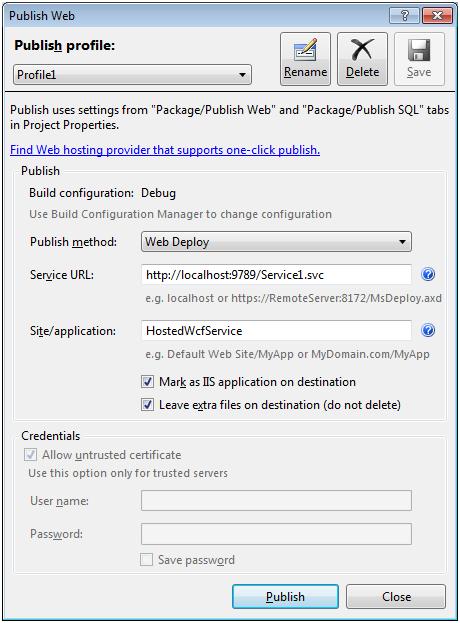 Publish Web
Publish profile:
Profile1
Rename
Delete
Save
Publish uses settings from "Package/Publish Web" and "Package/Publish SQL" tabs
in Project Properties.
Find Web hosting provider that supports one-click publish.
Publish
Build configuration: Debug
Use Build Configuration Manager to change configuration
Publish method: Web Deploy
Service URL: http://localhost:9789/Service1.svc
e.g. localhost or https://RemoteServer:8172/MsDeploy.axd
Site/application: HostedWcfService
e.g. Default Web Site/MyApp or MyDomain.com/MyApp
Mark as IIS application on destination
Leave extra files on destination (do not delete)
Credentials
Allow untrusted certificate
Use this option only for trusted servers
User name:
Password:
Save password
Publish Close